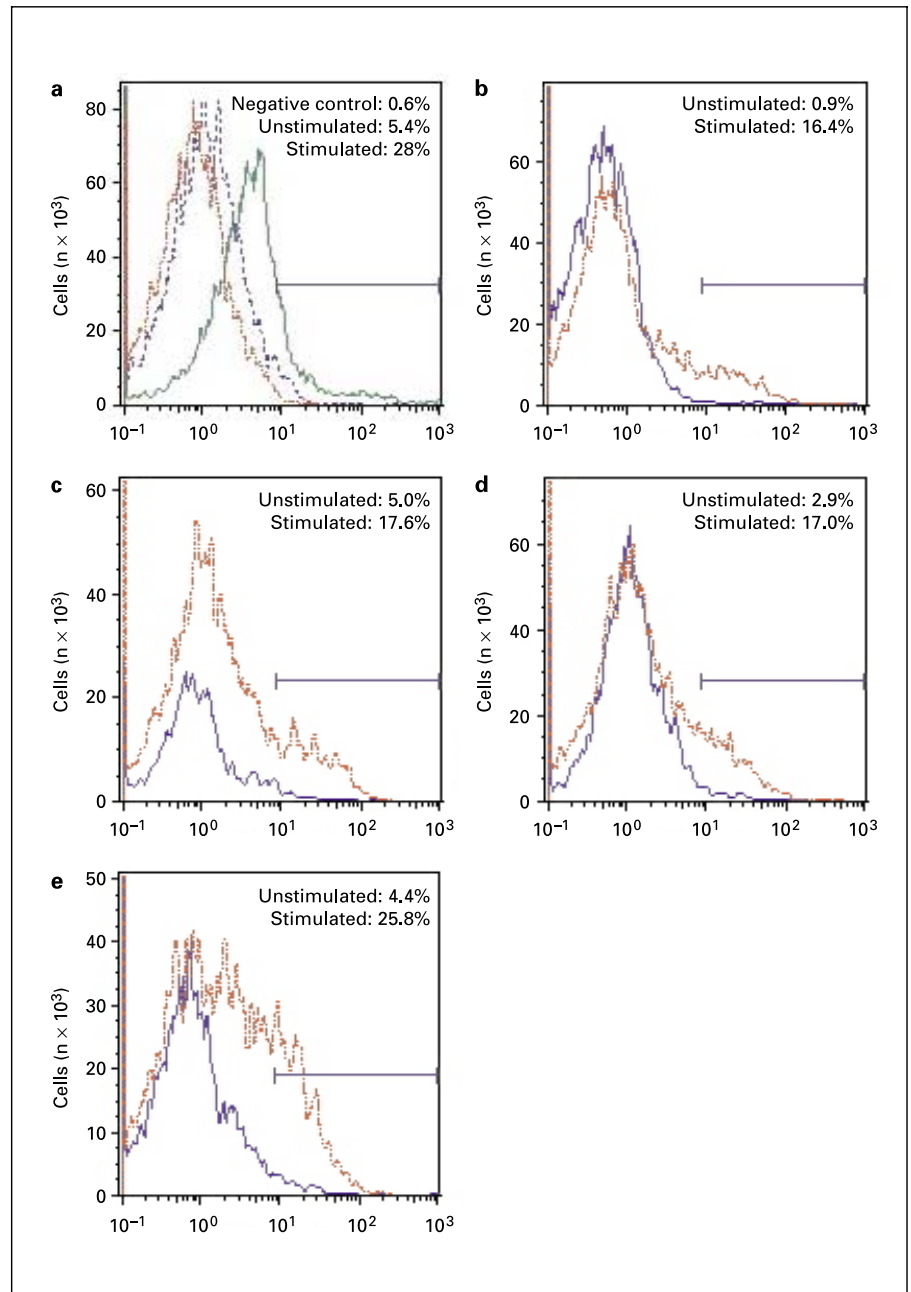 a
Negative control: 0.6%
Unstimulated: 5.4%
Stimulated: 28%
Cells (n × 10³)
80
60
40
20
0
10⁻¹ 10⁰ 10¹ 10² 10³
b
Unstimulated: 0.9%
Stimulated: 16.4%
Cells (n × 10³)
60
40
20
0
10⁻¹ 10⁰ 10¹ 10² 10³
c
Unstimulated: 5.0%
Stimulated: 17.6%
Cells (n × 10³)
60
40
20
0
10⁻¹ 10⁰ 10¹ 10² 10³
d
Unstimulated: 2.9%
Stimulated: 17.0%
Cells (n × 10³)
60
40
20
0
10⁻¹ 10⁰ 10¹ 10² 10³
e
Unstimulated: 4.4%
Stimulated: 25.8%
Cells (n × 10³)
50
40
30
20
10
0
10⁻¹ 10⁰ 10¹ 10² 10³